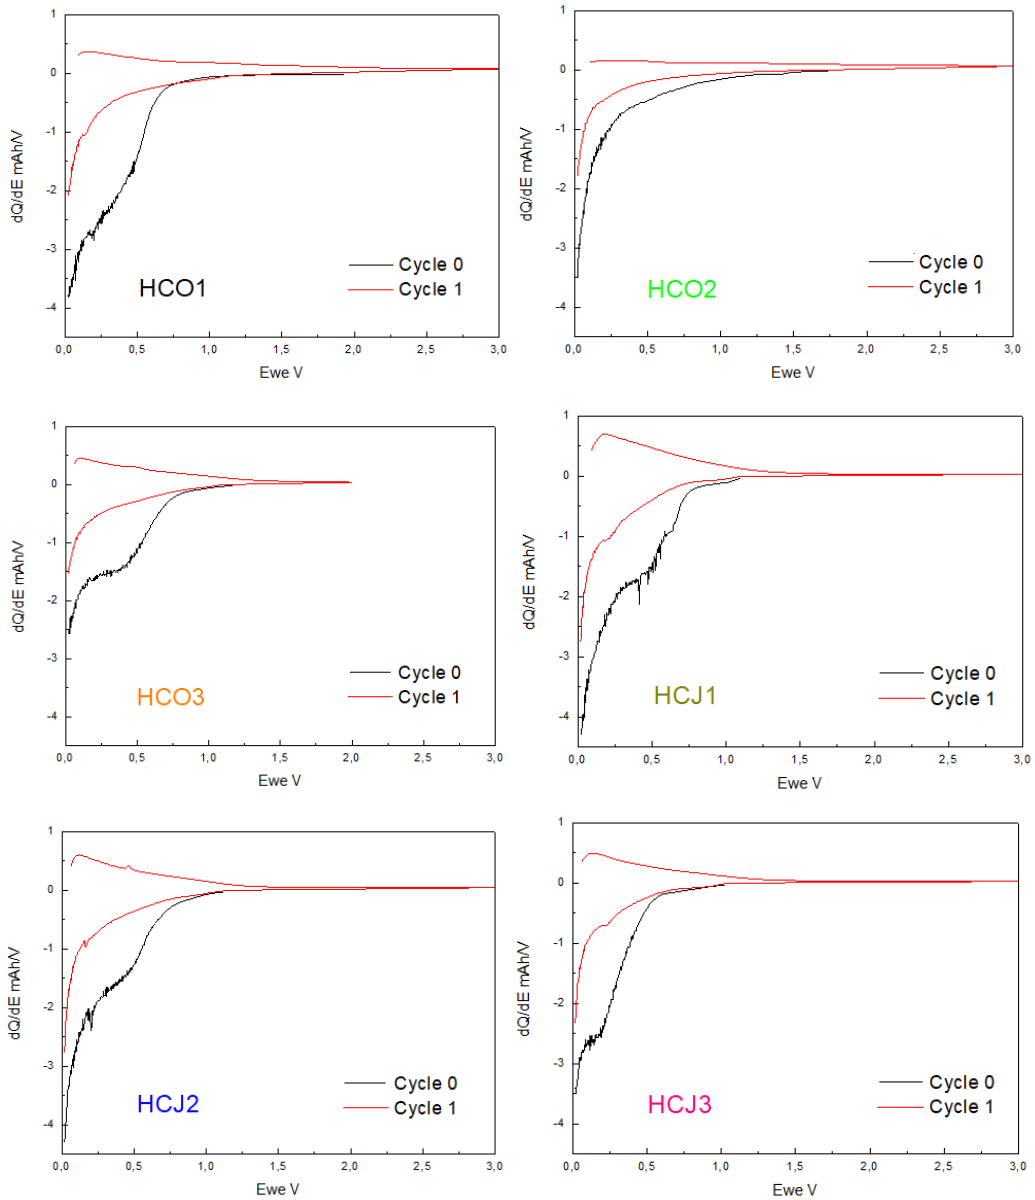 1
0
-1
-2
-3
-4
dQ/dE mAh/V
0,0 0,5 1,0 1,5 2,0 2,5 3,0
Ewe V
Cycle 0
Cycle 1
HCO1
1
0
-1
-2
-3
-4
dQ/dE mAh/V
0,0 0,5 1,0 1,5 2,0 2,5 3,0
Ewe V
Cycle 0
Cycle 1
HCO2
1
0
-1
-2
-3
-4
dQ/dE mAh/V
0,0 0,5 1,0 1,5 2,0 2,5 3,0
Ewe V
Cycle 0
Cycle 1
HCO3
1
0
-1
-2
-3
-4
dQ/dE mAh/V
0,0 0,5 1,0 1,5 2,0 2,5 3,0
Ewe V
Cycle 0
Cycle 1
HCJ1
1
0
-1
-2
-3
-4
dQ/dE mAh/V
0,0 0,5 1,0 1,5 2,0 2,5 3,0
Ewe V
Cycle 0
Cycle 1
HCJ2
1
0
-1
-2
-3
-4
dQ/dE mAh/V
0,0 0,5 1,0 1,5 2,0 2,5 3,0
Ewe V
Cycle 0
Cycle 1
HCJ3